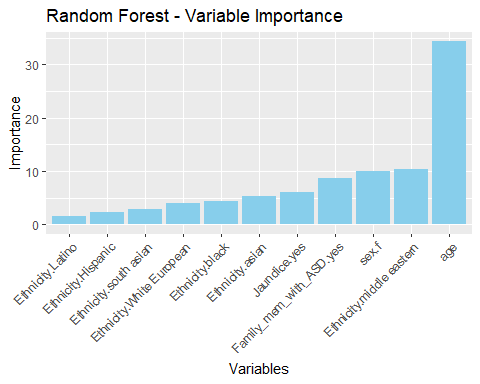 Random Forest - Variable Importance
Importance
30
20
10
0
Ethnicity.Latino
Ethnicity.Hispanic
Ethnicity.south asian
Ethnicity.White European
Ethnicity.black
Ethnicity.asian
Jaundice.yes
Family_mem_with_ASD.yes
sex.f
Ethnicity.middle eastern
age
Variables